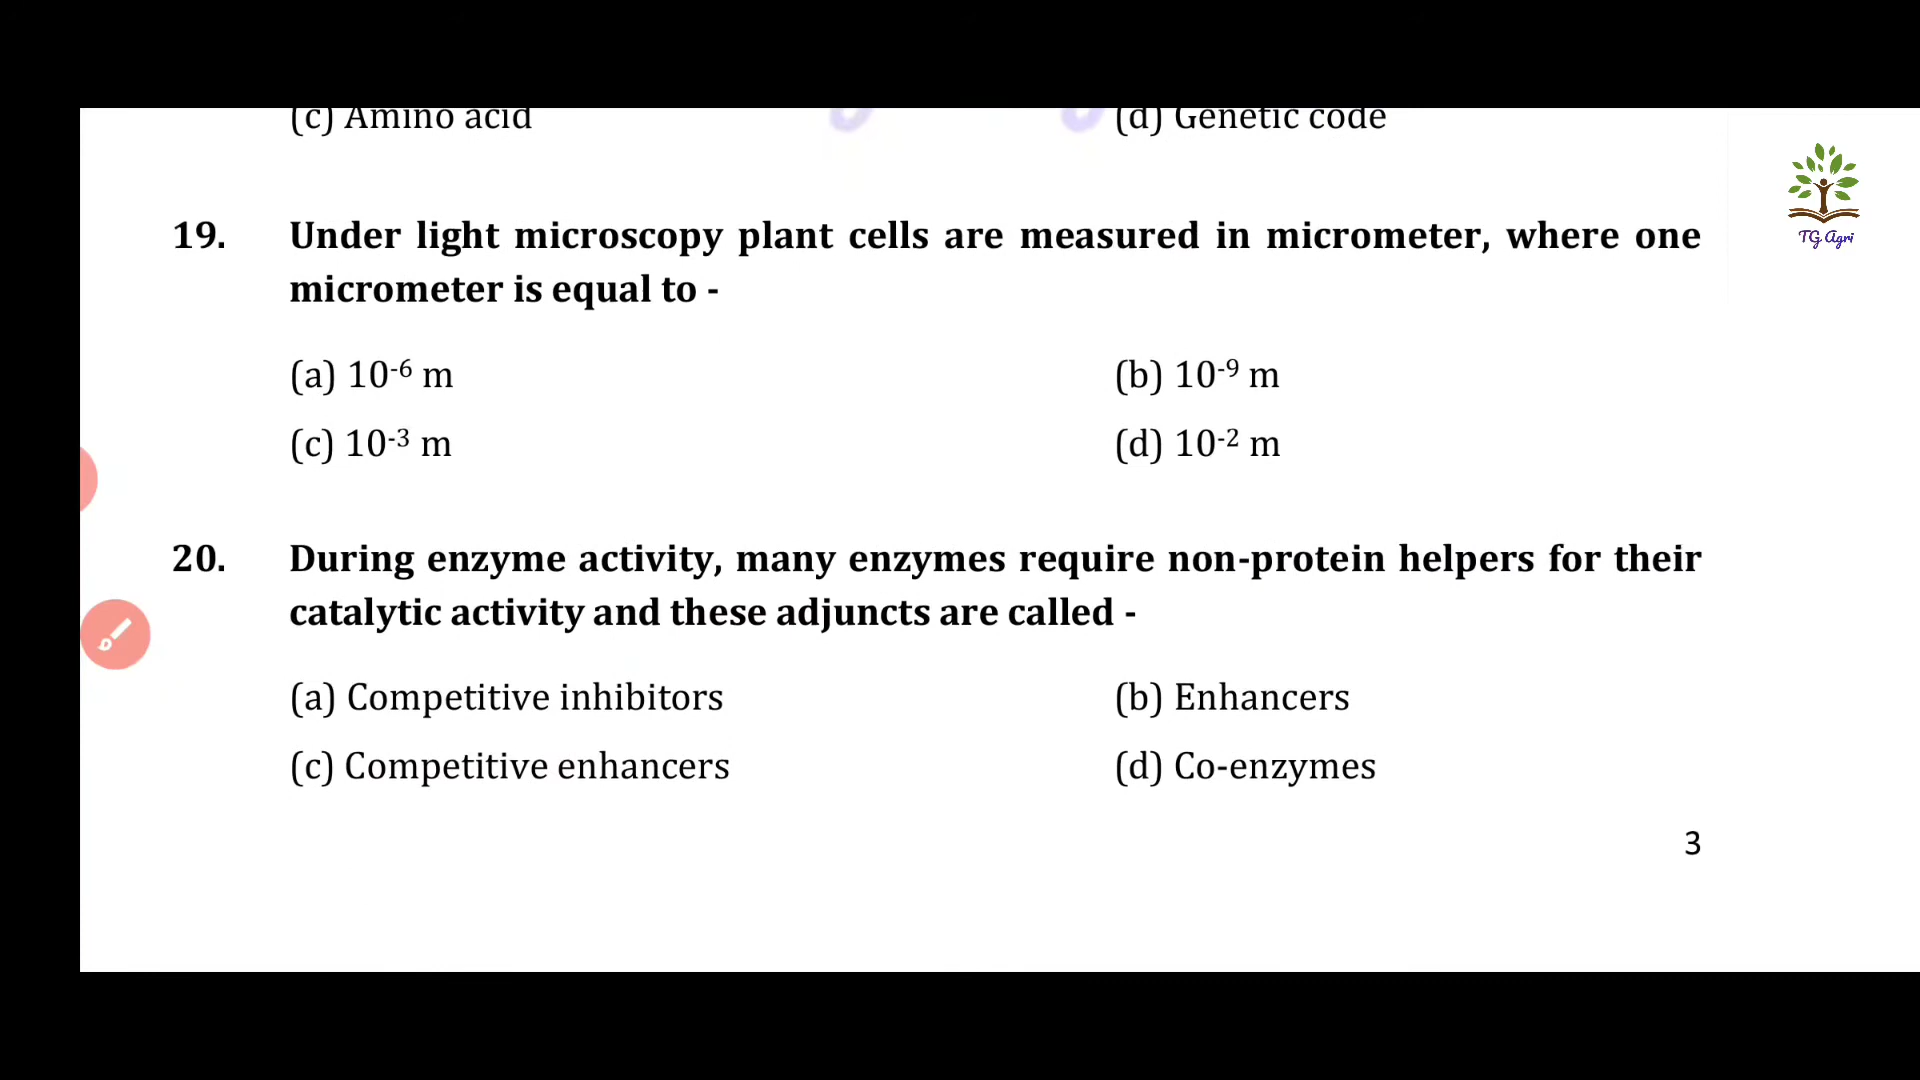 (c) Amino acid (d) Genetic code
TG Agri
19. Under light microscopy plant cells are measured in micrometer, where one
micrometer is equal to -
(a) 10⁻⁶ m (b) 10⁻⁹ m
(c) 10⁻³ m (d) 10⁻² m
20. During enzyme activity, many enzymes require non-protein helpers for their
catalytic activity and these adjuncts are called -
(a) Competitive inhibitors (b) Enhancers
(c) Competitive enhancers (d) Co-enzymes
3